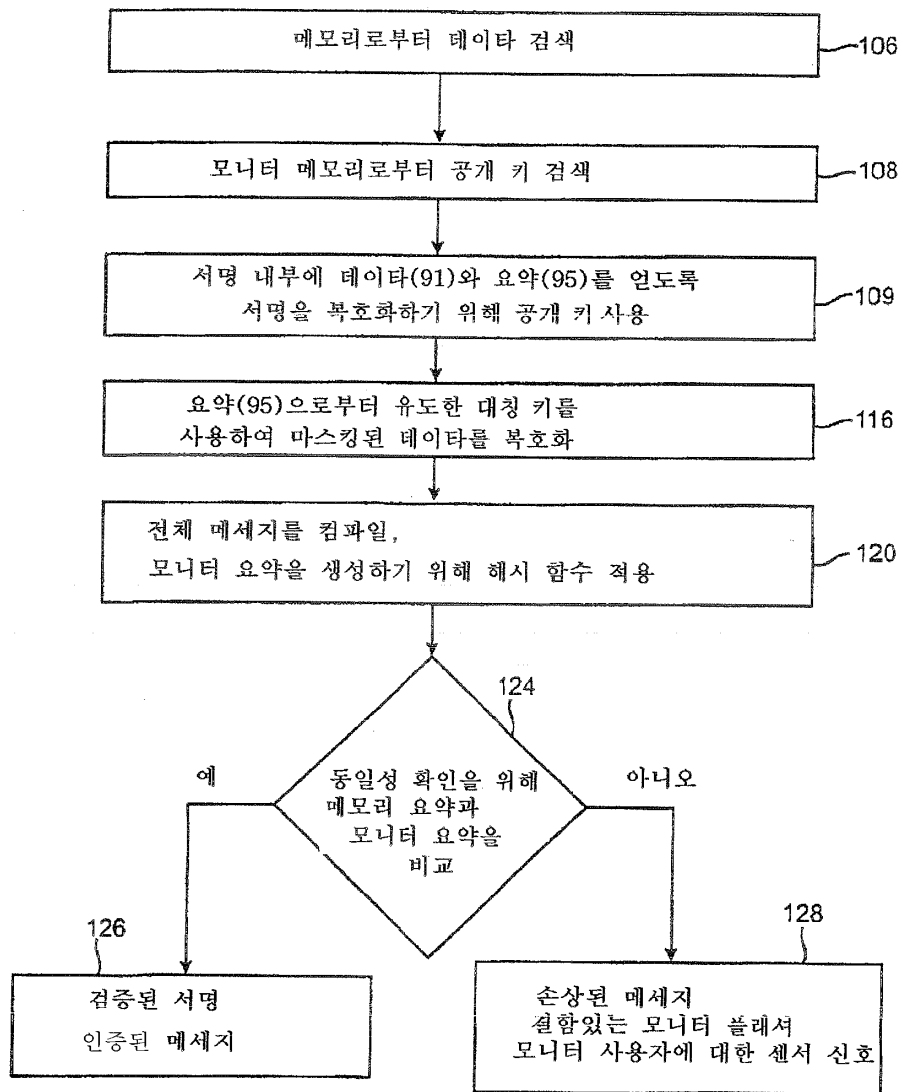 메모리로부터 데이타 검색
106
모니터 메모리로부터 공개 키 검색
108
서명 내부에 데이타(91)와 요약(95)를 얻도록
서명을 복호화하기 위해 공개 키 사용
109
요약(95)으로부터 유도한 대칭 키를
사용하여 마스킹된 데이타를 복호화
116
전체 메세지를 컴파일,
모니터 요약을 생성하기 위해 해시 함수 적용
120
124
예
동일성 확인을 위해
메모리 요약과
모니터 요약을
비교
아니오
126
검증된 서명
인증된 메세지
128
손상된 메세지
결함있는 모니터 플래셔
모니터 사용자에 대한 센서 신호